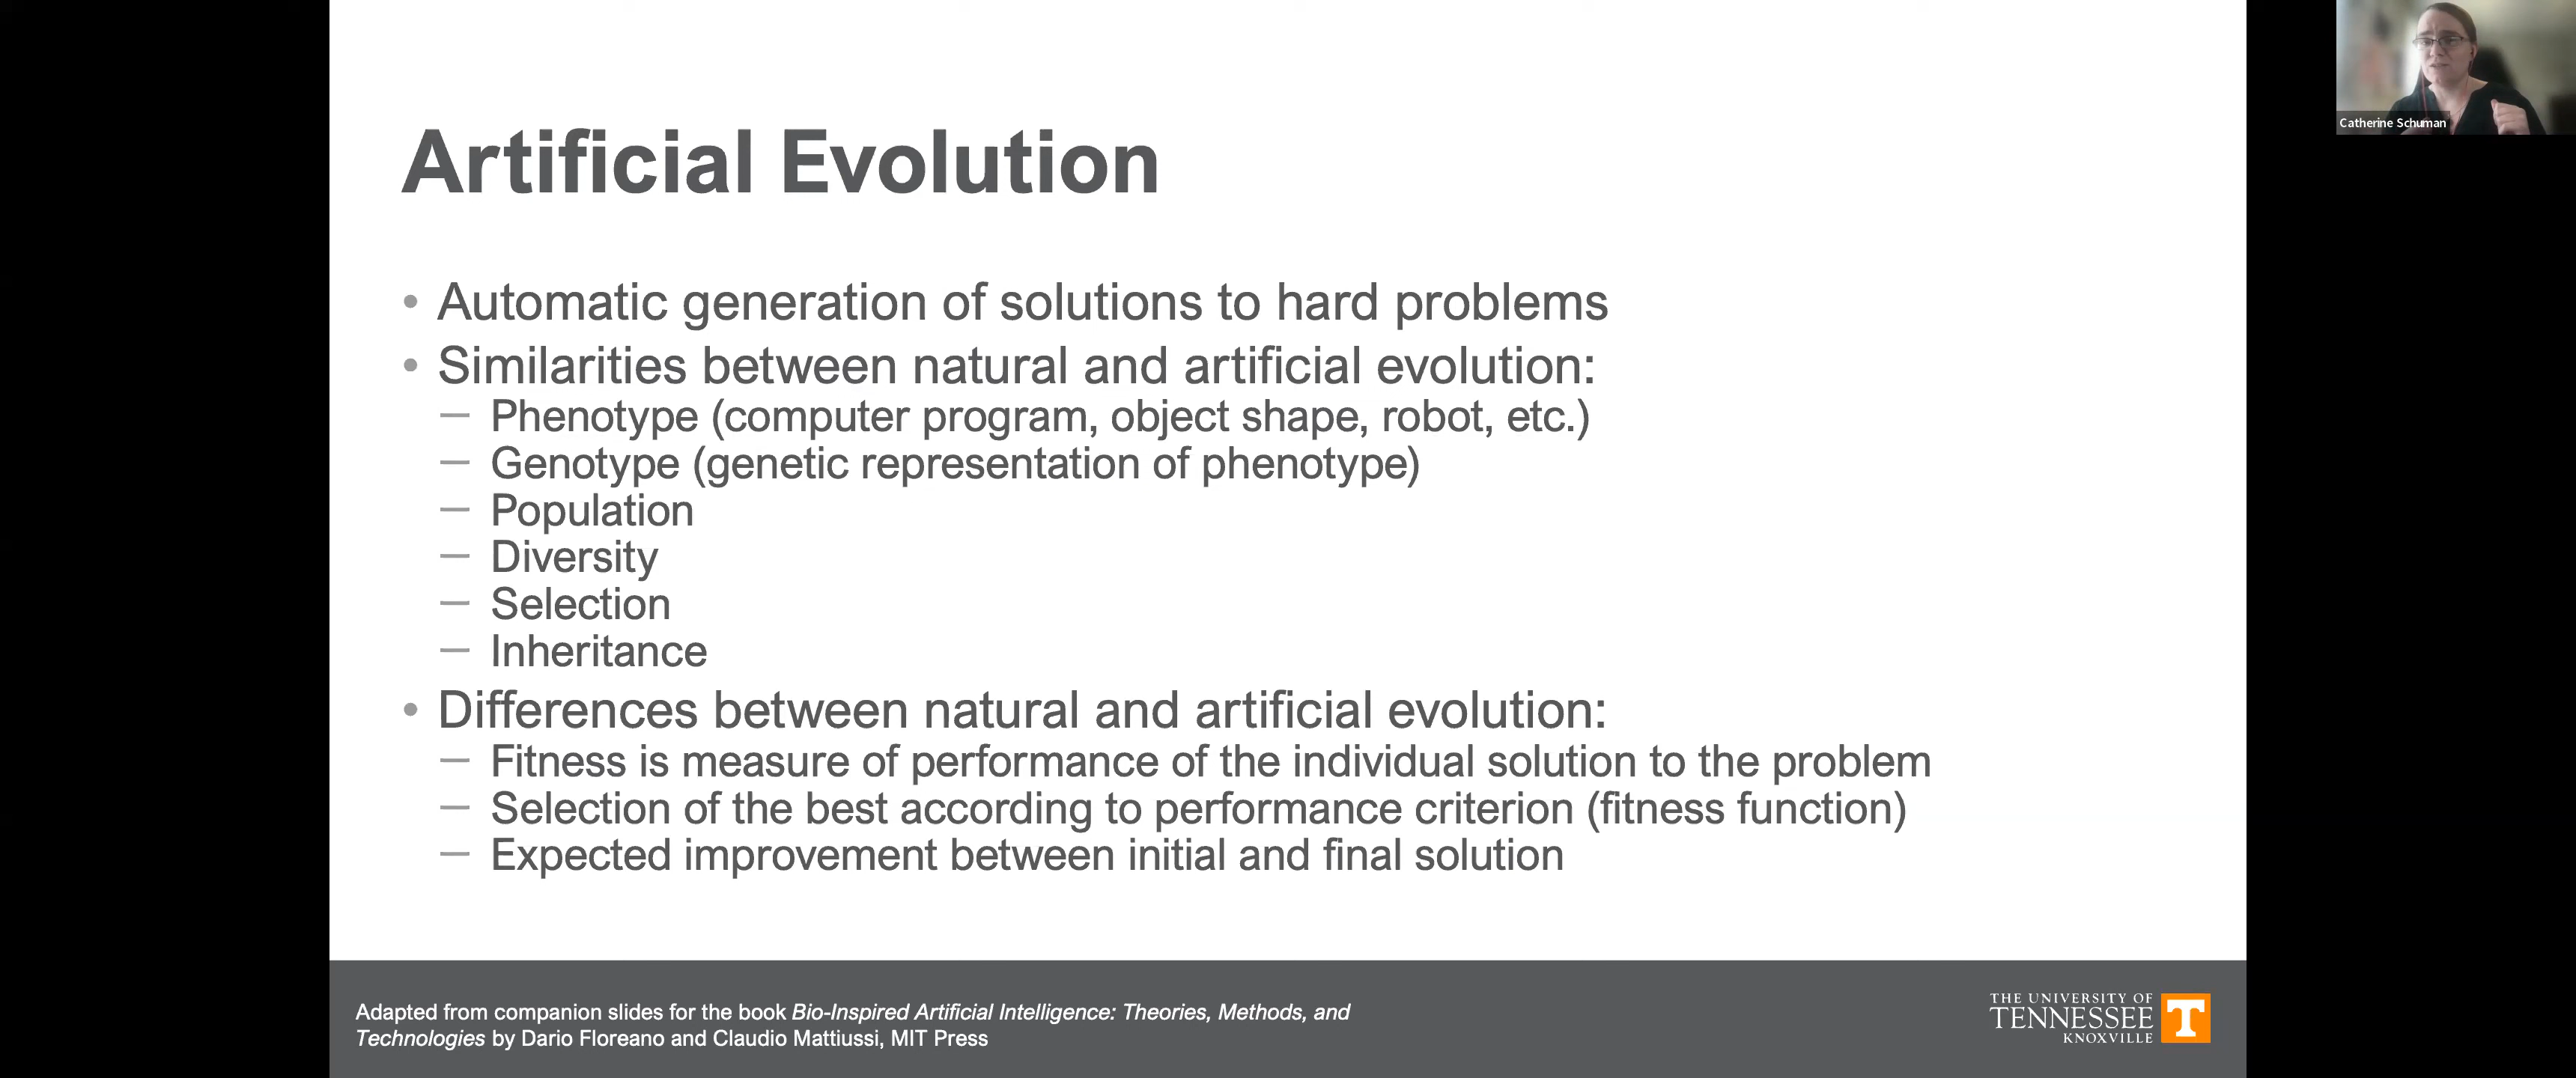 Artificial Evolution
• Automatic generation of solutions to hard problems
• Similarities between natural and artificial evolution:
— Phenotype (computer program, object shape, robot, etc.)
— Genotype (genetic representation of phenotype)
— Population
— Diversity
— Selection
— Inheritance
• Differences between natural and artificial evolution:
— Fitness is measure of performance of the individual solution to the problem
— Selection of the best according to performance criterion (fitness function)
— Expected improvement between initial and final solution
Adapted from companion slides for the book Bio-Inspired Artificial Intelligence: Theories, Methods, and
Technologies by Dario Floreano and Claudio Mattiussi, MIT Press
THE UNIVERSITY OF
TENNESSEE
KNOXVILLE
T
Catherine Schuman